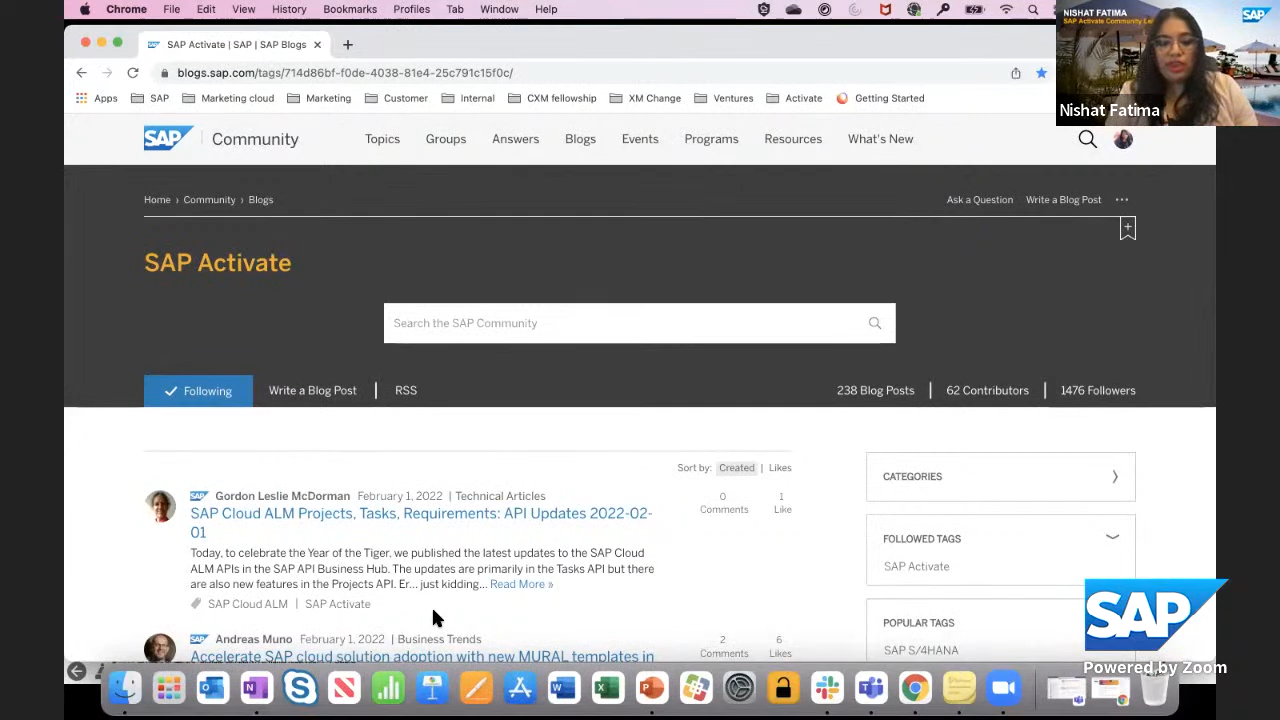 Chrome File Edit View History Bookmarks Profiles Tab Window Help
NISHAT FATIMA
SAP Activate Community
SAP
Nishat Fatima
SAP Activate | SAP | SAP Blogs
blogs.sap.com/tags/714d86bf-f0de-4038-81e4-25c791c15f0c/
Apps SAP Marketing cloud Marketing Customer Internal CXM fellowship XM Change Ventures Activate Getting Started
SAP Community Topics Groups Answers Blogs Events Programs Resources What's New
Home › Community › Blogs
Ask a Question Write a Blog Post
SAP Activate
Search the SAP Community
Following Write a Blog Post | RSS
238 Blog Posts | 62 Contributors | 1476 Followers
Sort by: Created | Likes
SAP Gordon Leslie McDorman February 1, 2022 | Technical Articles
0 Comments
1 Like
SAP Cloud ALM Projects, Tasks, Requirements: API Updates 2022-02-
01
Today, to celebrate the Year of the Tiger, we published the latest updates to the SAP Cloud
ALM APIs in the SAP API Business Hub. The updates are primarily in the Tasks API but there
are also new features in the Projects API. Er... just kidding... Read More »
SAP Cloud ALM | SAP Activate
SAP Andreas Muno February 1, 2022 | Business Trends
2 Comments
6 Likes
Accelerate SAP cloud solution adoption with new MURAL templates in
CATEGORIES
FOLLOWED TAGS
SAP Activate
POPULAR TAGS
SAP S/4HANA
SAP
Powered by Zoom